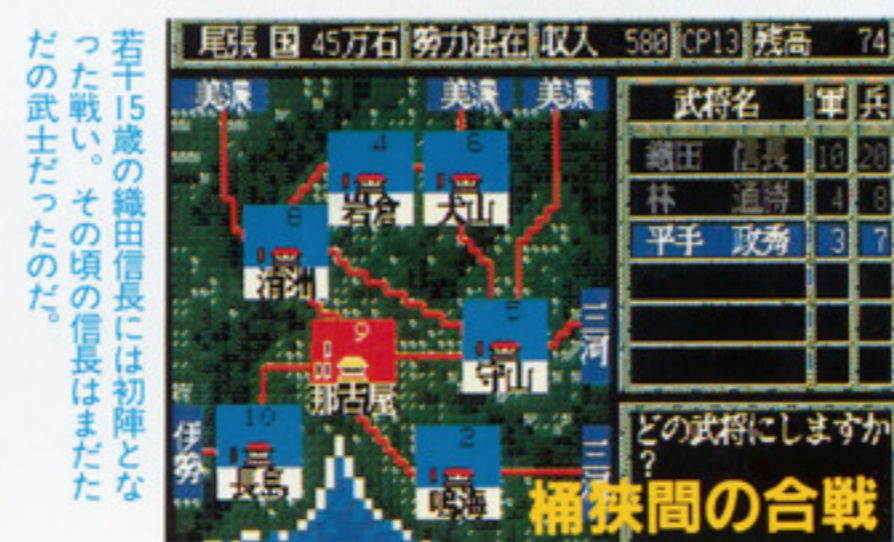 若干15歳の織田信長には初陣とな
った戦い。その頃の信長はまだた
だの武士だったのだ。
尾張 国 45万石 勢力混在 収入 580 CP13 残高 74
美濃 美濃 美濃
4 6
岩倉 犬山
6
清洲
5
守山
三河
9
那古屋
10
長島
伊勢
2
鳴海
三河
武将名 軍 兵
織田 信長 10 20
林 通勝 4 8
平手 政秀 3 7
どの武将にしますか
?
桶狭間の合戦